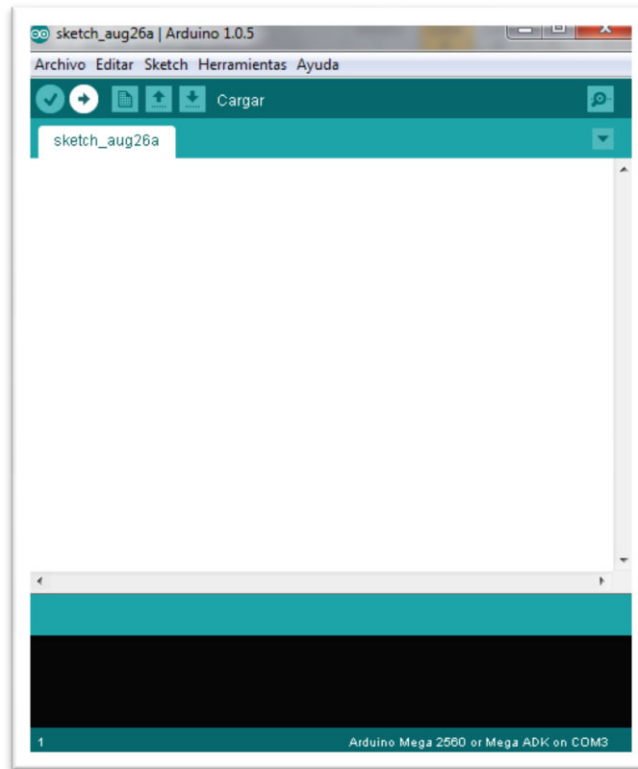 sketch_aug26a | Arduino 1.0.5
Archivo Editar Sketch Herramientas Ayuda
Cargar
sketch_aug26a
1 Arduino Mega 2560 or Mega ADK on COM3